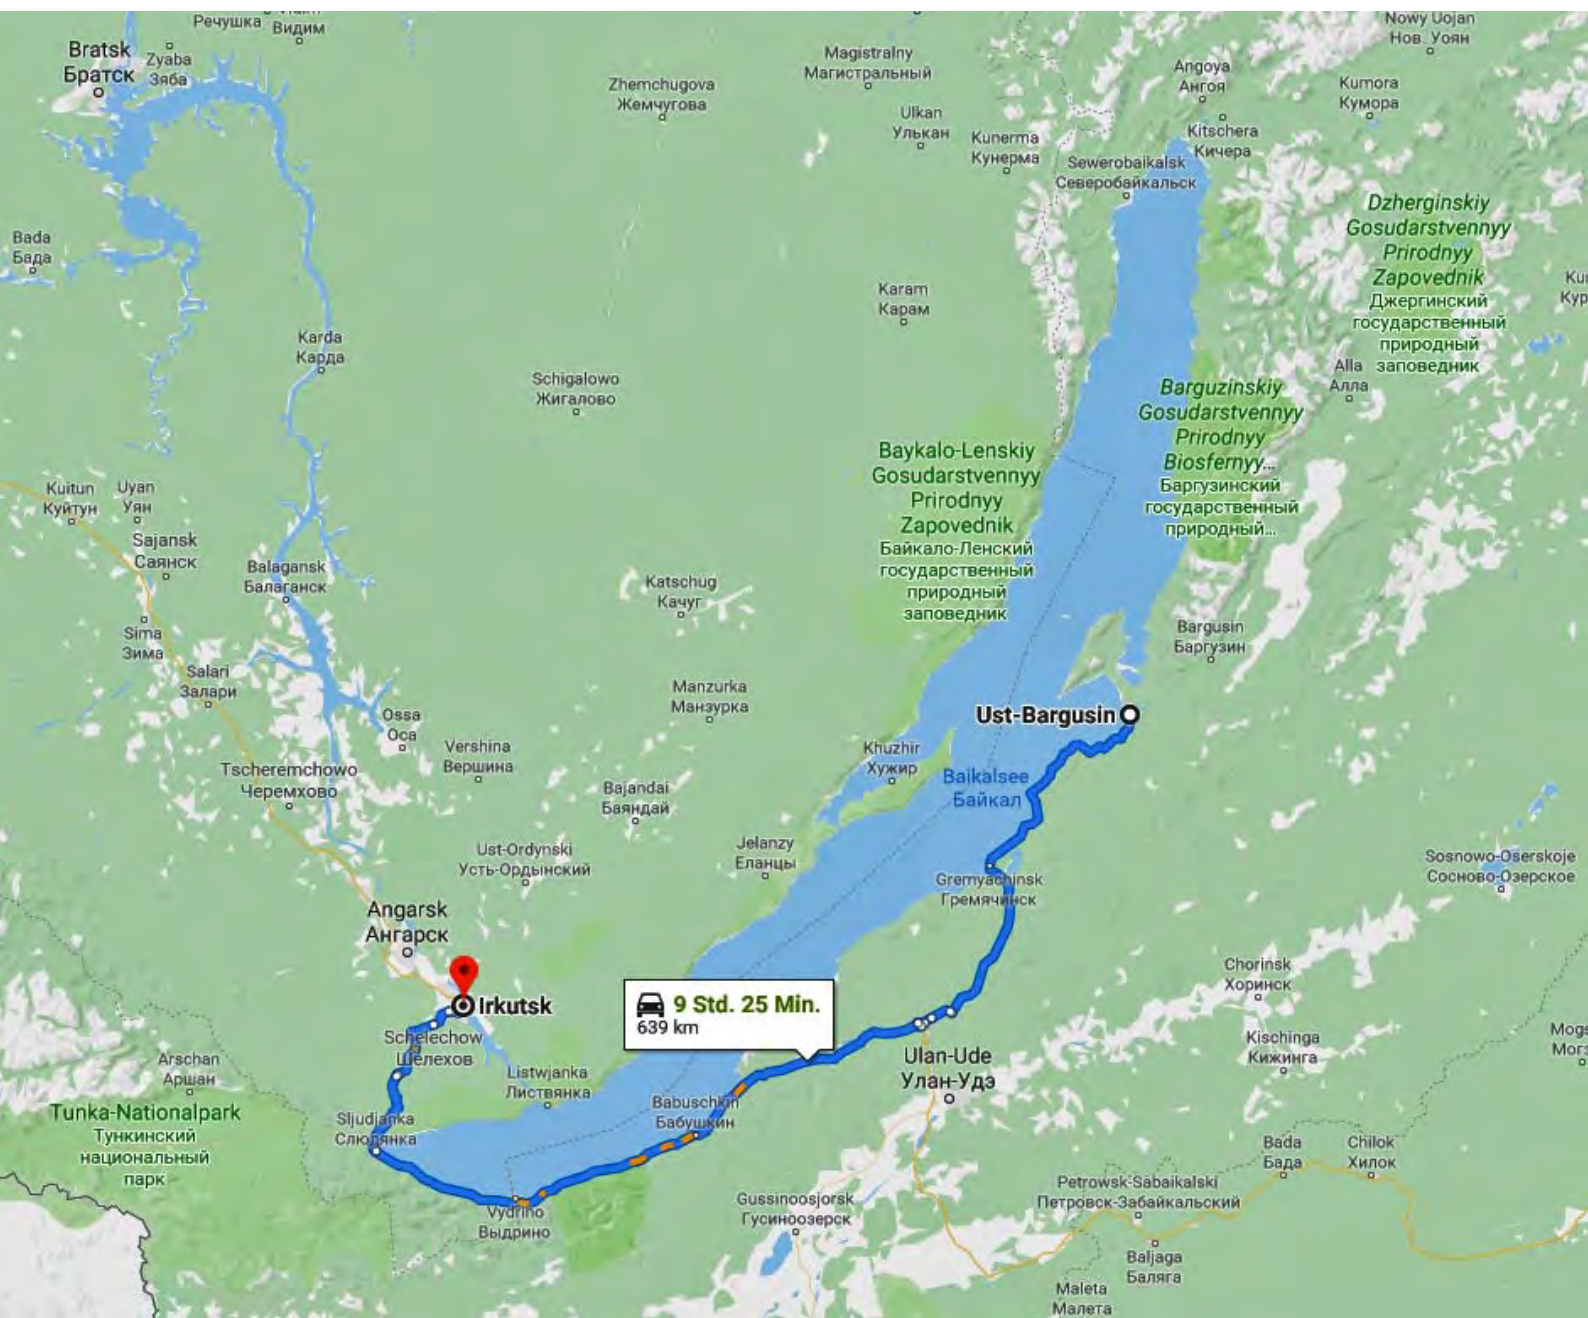 Речушка
Видим
Bratsk
Братск
Zyaba
Зяба
Zhemchugova
Жемчугова
Magistralny
Магистральный
Ulkan
Улькан
Kunerma
Кунерма
Nowy Uojan
Нов. Уоян
Angoya
Ангоя
Kumora
Кумора
Kitschera
Кичера
Sewerobaikalsk
Северобайкальск
Dzherginskiy
Gosudarstvennyy
Prirodnyy
Zapovednik
Джергинский
государственный
природный
заповедник
Bada
Бада
Karam
Карам
Karda
Карда
Schigalowo
Жигалово
Alla
Алла
Barguzinskiy
Gosudarstvennyy
Prirodnyy
Biosfernyy...
Баргузинский
государственный
природный...
Baykalo-Lenskiy
Gosudarstvennyy
Prirodnyy
Zapovednik
Байкало-Ленский
государственный
природный
заповедник
Kuitun
Куйтун
Uyan
Уян
Sajansk
Саянск
Balagansk
Балаганск
Katschug
Качуг
Sima
Зима
Salari
Залари
Bargusin
Баргузин
Manzurka
Манзурка
Ust-Bargusin
Ossa
Оса
Vershina
Вершина
Khuzhir
Хужир
Baikalsee
Байкал
Tscheremchowo
Черемхово
Bajandai
Баяндай
Jelanzy
Еланцы
Ust-Ordynski
Усть-Ордынский
Gremyachinsk
Гремячинск
Sosnowo-Oserskoje
Сосново-Озерское
Angarsk
Ангарск
Chorinsk
Хоринск
Irkutsk
9 Std. 25 Min.
639 km
Schelechow
Шелехов
Ulan-Ude
Улан-Удэ
Kischinga
Кижинга
Arschan
Аршан
Listwjanka
Листвянка
Tunka-Nationalpark
Тункинский
национальный
парк
Sljudjanka
Слюдянка
Babuschkin
Бабушкин
Bada
Бада
Chilok
Хилок
Vydrino
Выдрино
Gussinoosjorsk
Гусиноозерск
Petrowsk-Sabaikalski
Петровск-Забайкальский
Baljaga
Баляга
Maleta
Малета